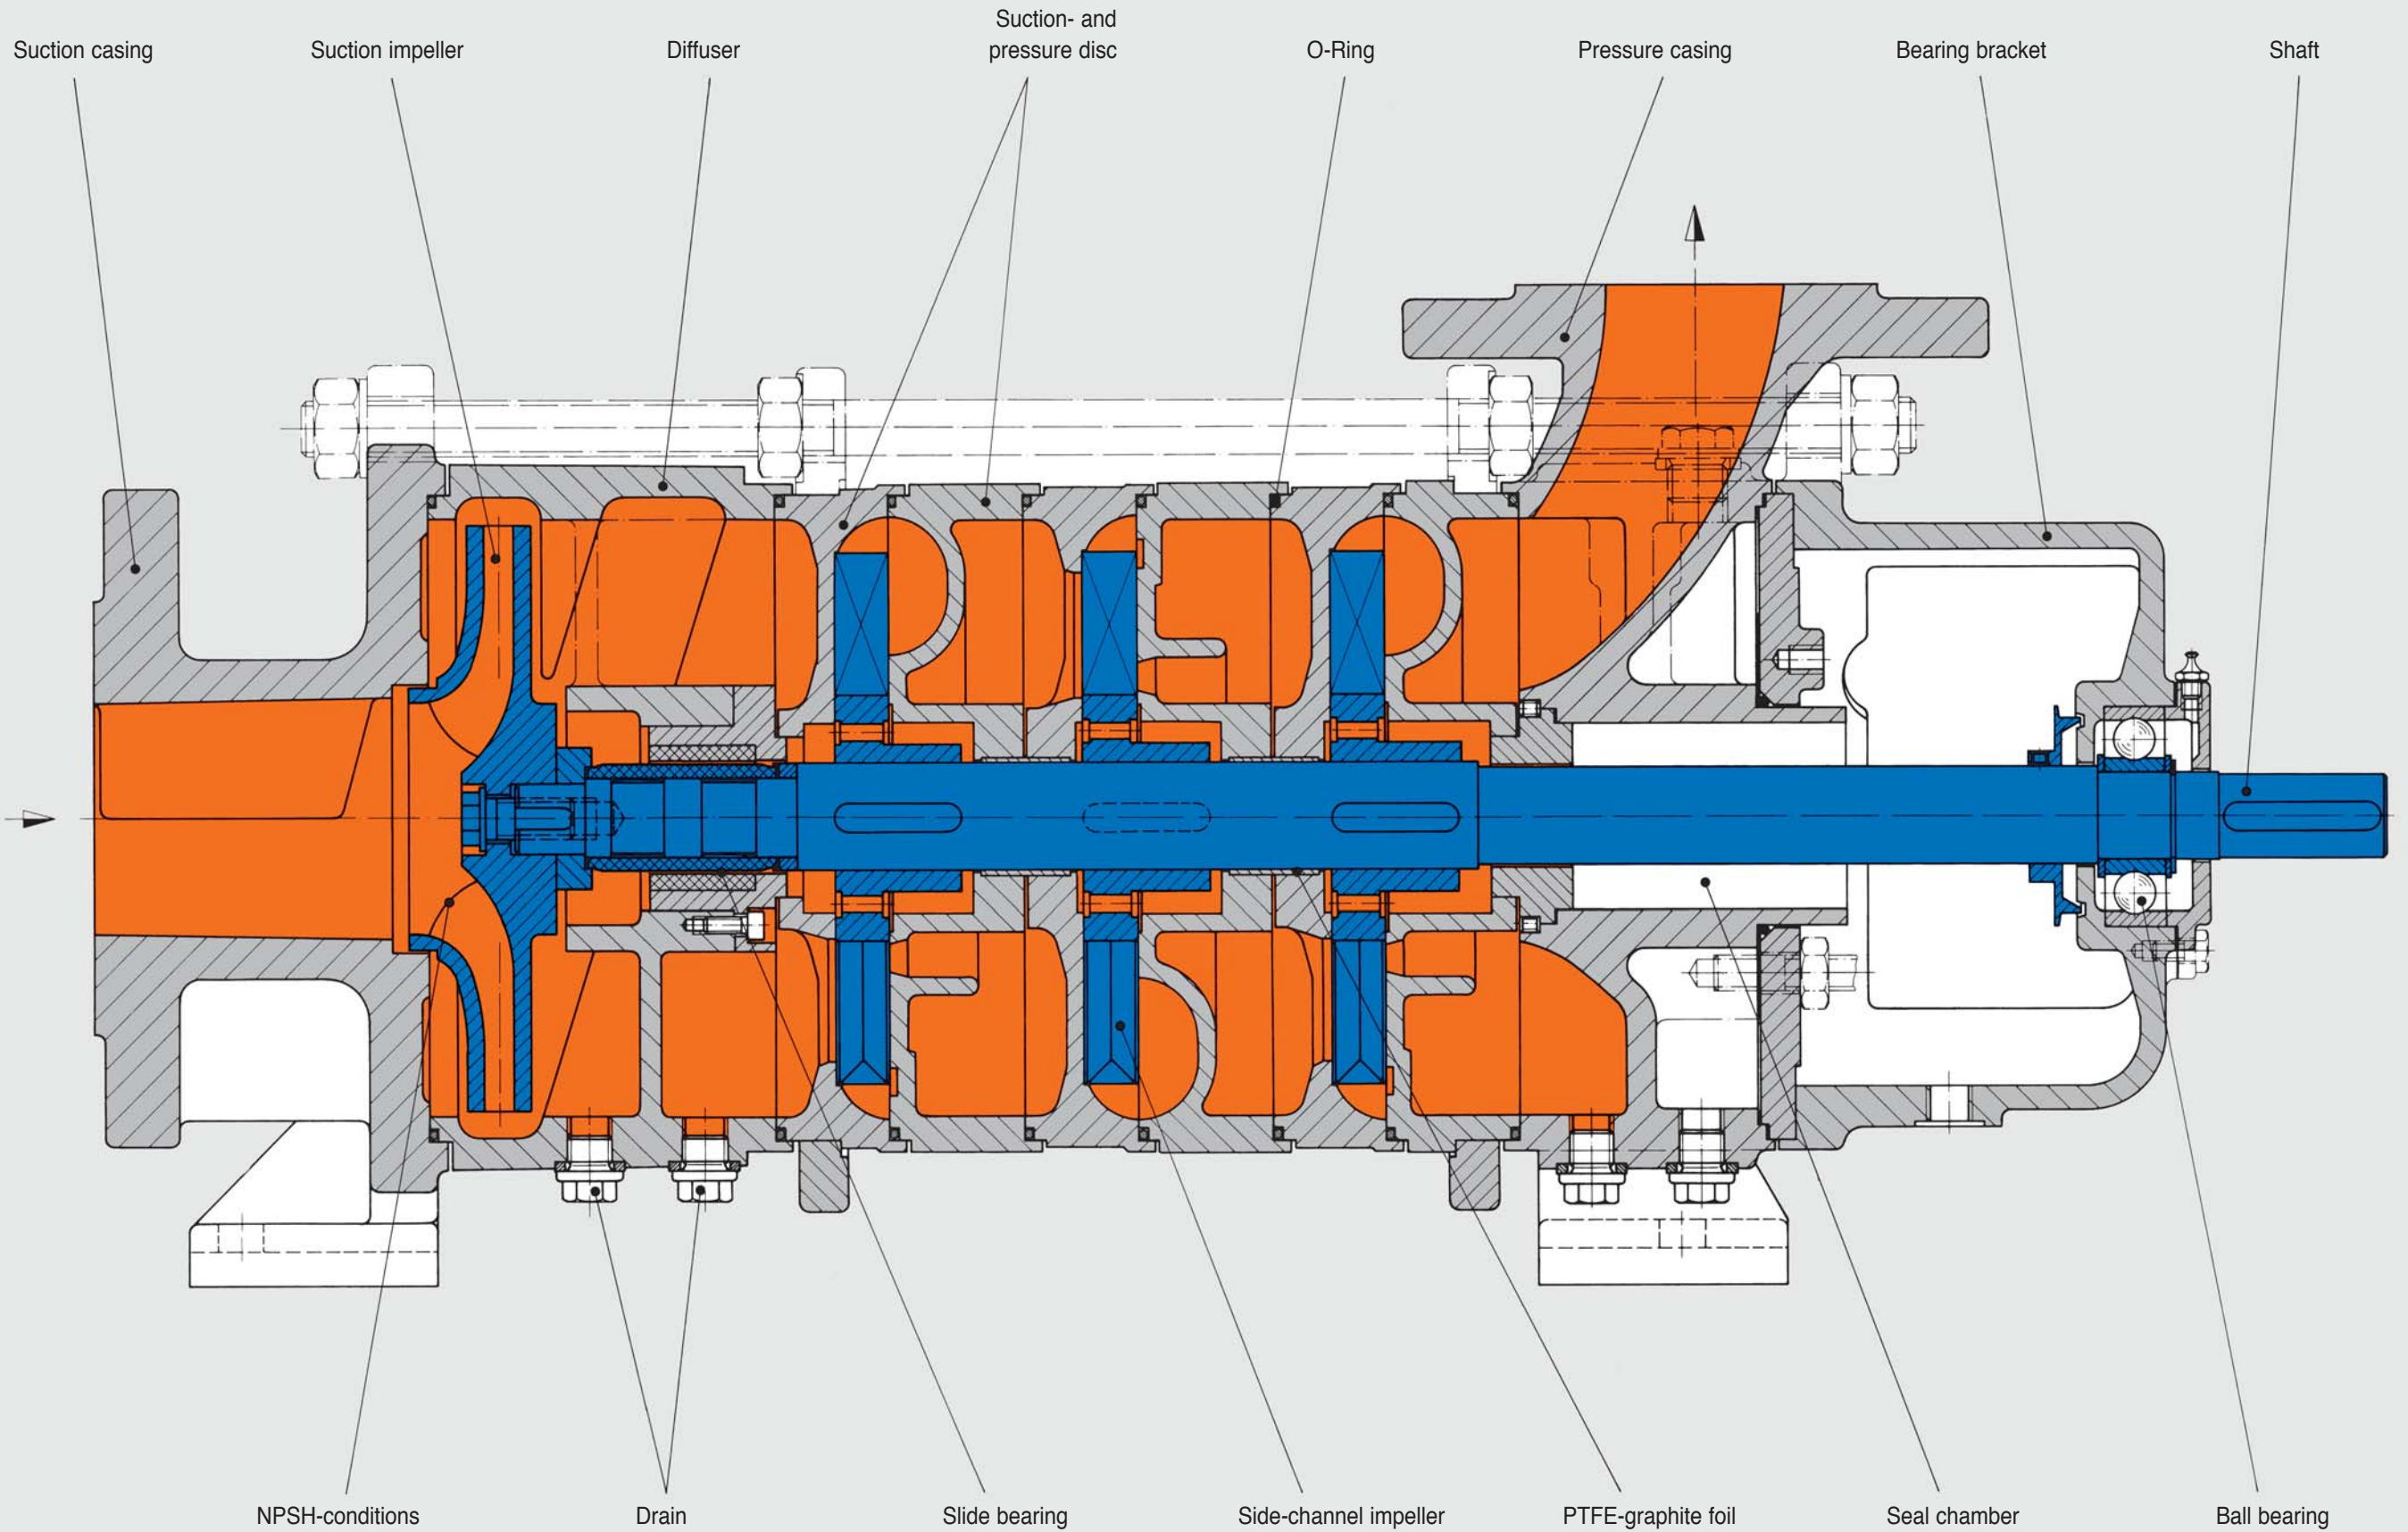 Suction casing
Suction impeller
Diffuser
Suction- and
pressure disc
O-Ring
Pressure casing
Bearing bracket
Shaft
NPSH-conditions
Drain
Slide bearing
Side-channel impeller
PTFE-graphite foil
Seal chamber
Ball bearing